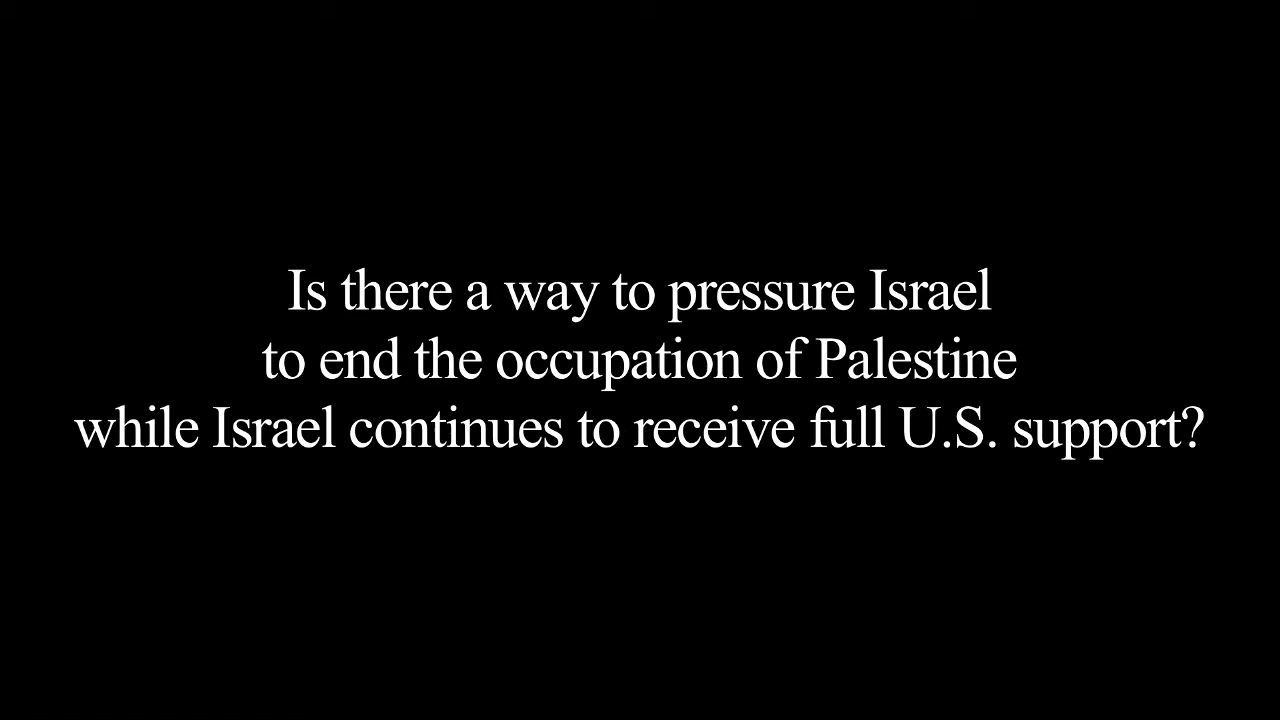 Is there a way to pressure Israel
to end the occupation of Palestine
while Israel continues to receive full U.S. support?